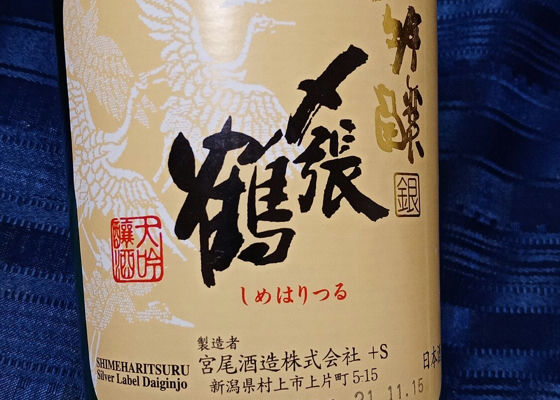 吟醸
銀
〆張
鶴
大吟
醸酒
しめはりつる
製造者
宮尾酒造株式会社 +S
新潟県村上市上片町5-15
SHIMEHARITSURU
Silver Label Daiginjo
日本
21.11.15